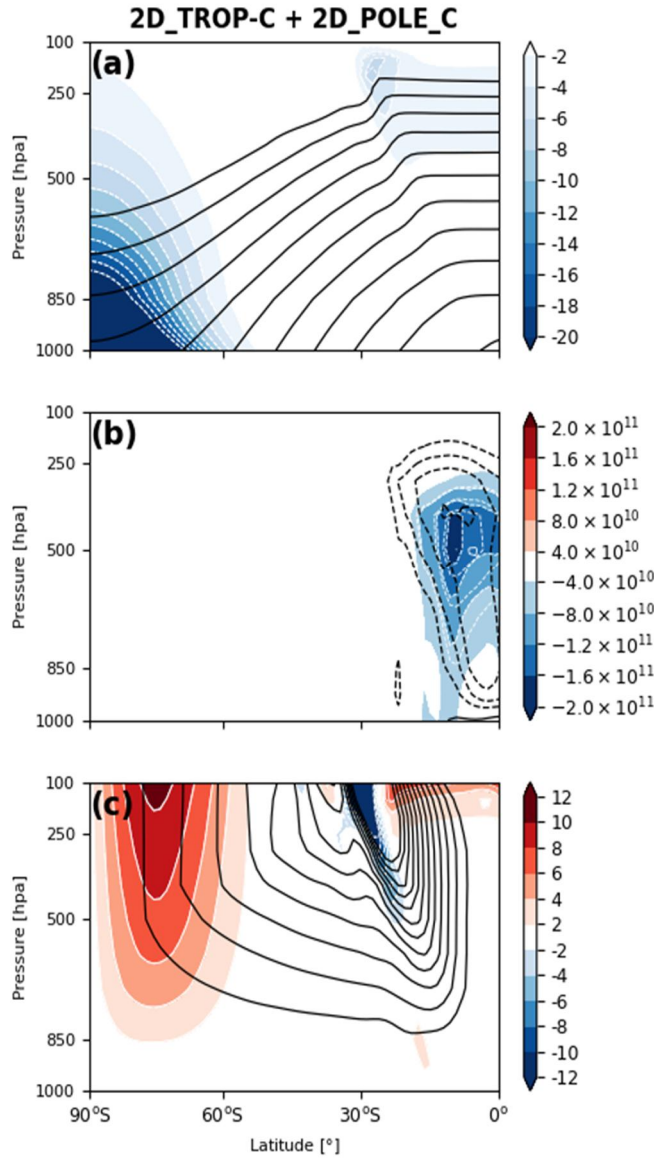 2D_TROP-C + 2D_POLE_C
100
(a)
250
500
850
1000
Pressure [hpa]
-2
-4
-6
-8
-10
-12
-14
-16
-18
-20
100
(b)
250
500
850
1000
Pressure [hpa]
2.0 × 10¹¹
1.6 × 10¹¹
1.2 × 10¹¹
8.0 × 10¹⁰
4.0 × 10¹⁰
−4.0 × 10¹⁰
−8.0 × 10¹⁰
−1.2 × 10¹¹
−1.6 × 10¹¹
−2.0 × 10¹¹
100
(c)
250
500
850
1000
Pressure [hpa]
12
10
8
6
4
2
-2
-4
-6
-8
-10
-12
90°S 60°S 30°S 0°
Latitude [°]